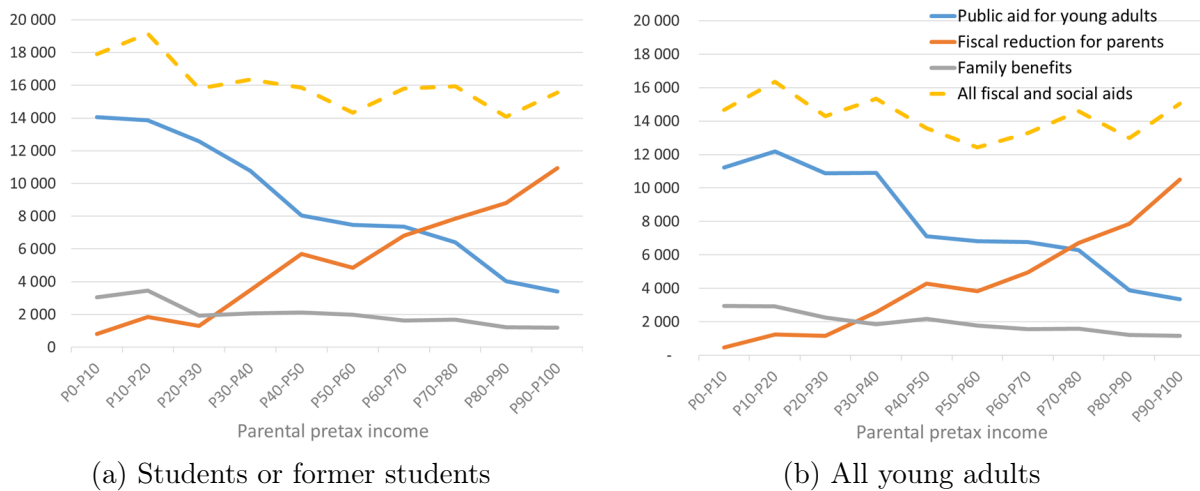 20 000
18 000
16 000
14 000
12 000
10 000
8 000
6 000
4 000
2 000
0
P0-P10
P10-P20
P20-P30
P30-P40
P40-P50
P50-P60
P60-P70
P70-P80
P80-P90
P90-P100
Parental pretax income
(a) Students or former students
20 000
18 000
16 000
14 000
12 000
10 000
8 000
6 000
4 000
2 000
-
Public aid for young adults
Fiscal reduction for parents
Family benefits
All fiscal and social aids
P0-P10
P10-P20
P20-P30
P30-P40
P40-P50
P50-P60
P60-P70
P70-P80
P80-P90
P90-P100
Parental pretax income
(b) All young adults